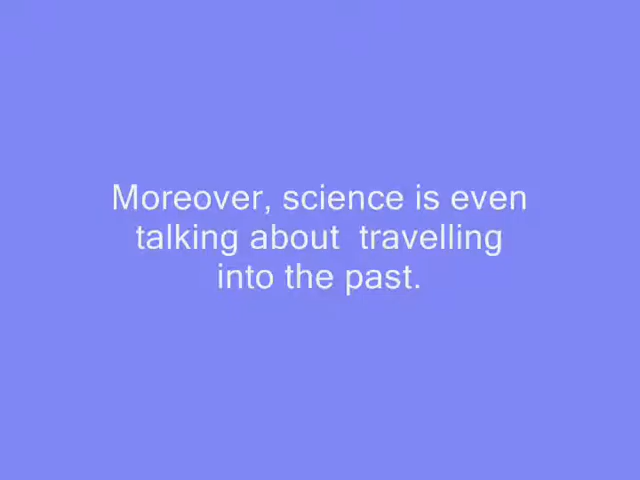 Moreover, science is even
talking about  travelling
into the past.